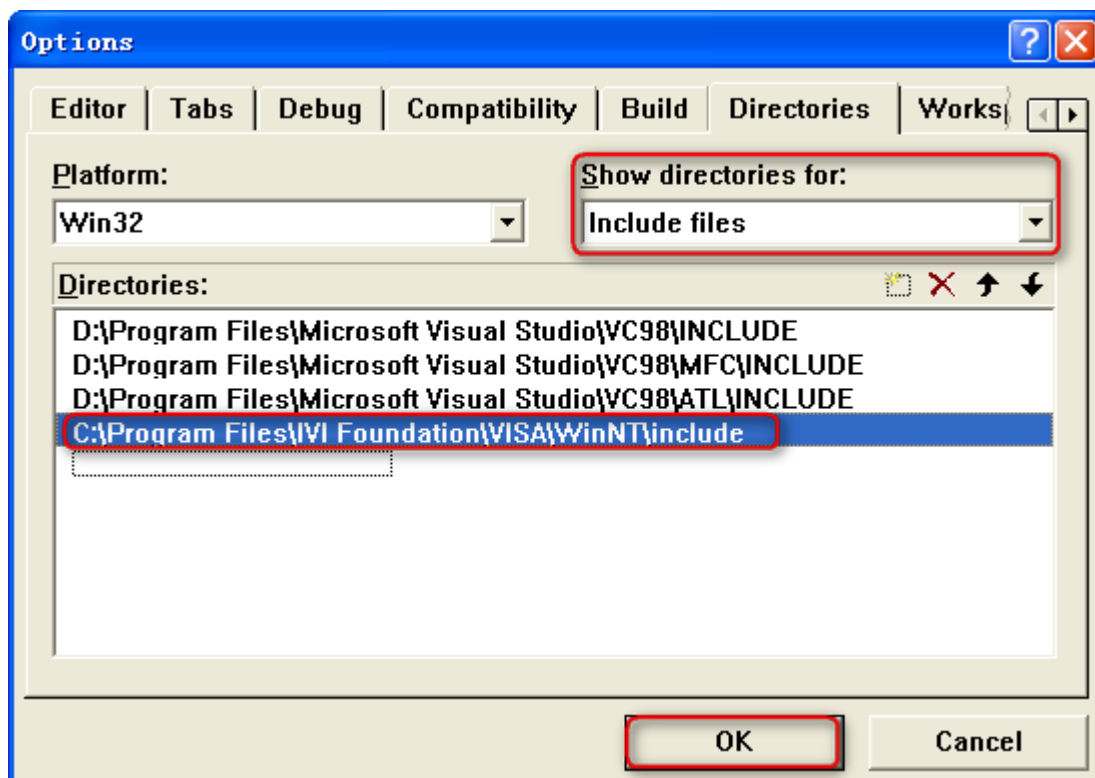 Options
Editor Tabs Debug Compatibility Build Directories Works
Platform: Show directories for:
Win32 Include files
Directories:
D:\Program Files\Microsoft Visual Studio\VC98\INCLUDE
D:\Program Files\Microsoft Visual Studio\VC98\MFC\INCLUDE
D:\Program Files\Microsoft Visual Studio\VC98\ATL\INCLUDE
C:\Program Files\IVI Foundation\VISA\WinNT\include
OK Cancel